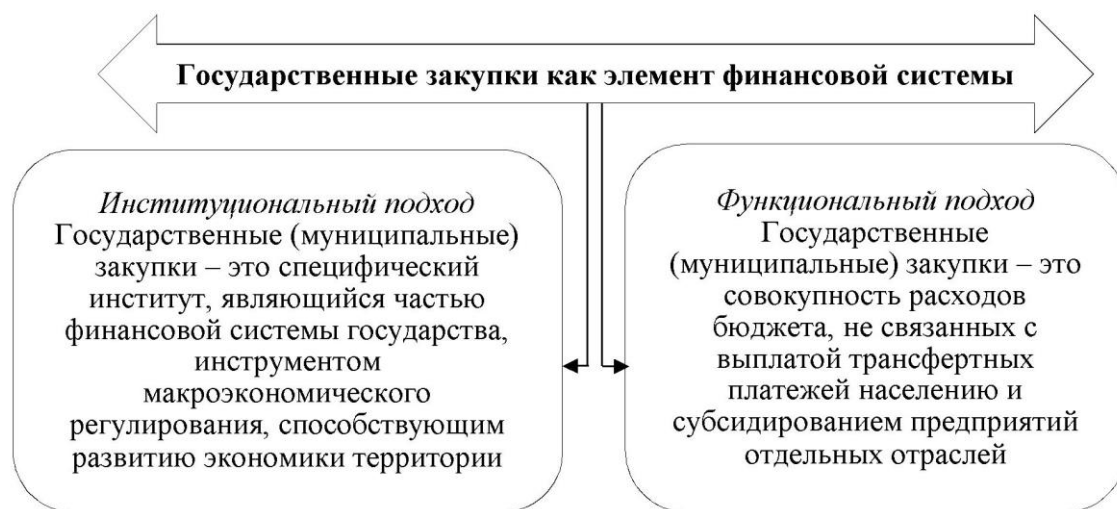 Государственные закупки как элемент финансовой системы
Институциональный подход
Государственные (муниципальные)
закупки – это специфический
институт, являющийся частью
финансовой системы государства,
инструментом
макроэкономического
регулирования, способствующим
развитию экономики территории
Функциональный подход
Государственные
(муниципальные) закупки – это
совокупность расходов
бюджета, не связанных с
выплатой трансфертных
платежей населению и
субсидированием предприятий
отдельных отраслей